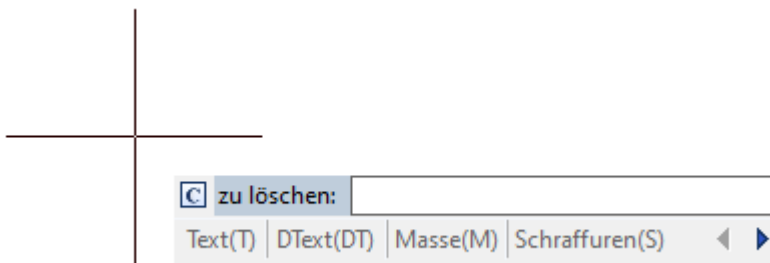 C zu löschen:
Text(T) DText(DT) Masse(M) Schraffuren(S)